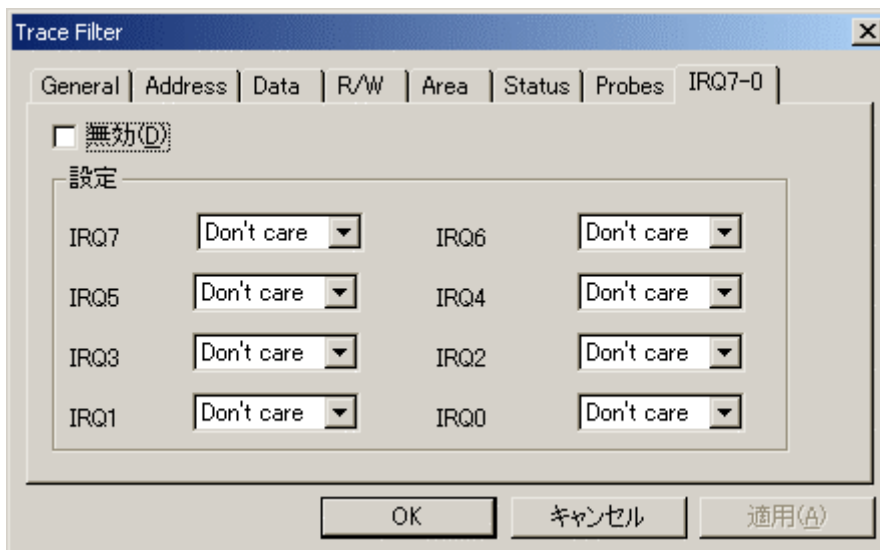 Trace Filter
General Address Data R/W Area Status Probes IRQ7-0
無効(D)
設定
IRQ7 Don't care IRQ6 Don't care
IRQ5 Don't care IRQ4 Don't care
IRQ3 Don't care IRQ2 Don't care
IRQ1 Don't care IRQ0 Don't care
OK キャンセル 適用(A)